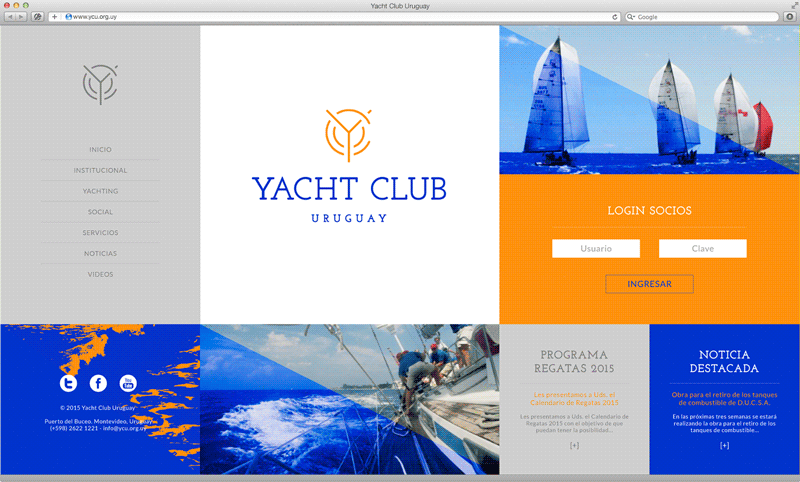 Yacht Club Uruguay
www.ycu.org.uy
Google
INICIO
INSTITUCIONAL
YACHTING
SOCIAL
SERVICIOS
NOTICIAS
VIDEOS
YACHT CLUB
URUGUAY
LOGIN SOCIOS
Usuario
Clave
INGRESAR
© 2015 Yacht Club Uruguay
Puerto del Buceo. Montevideo, Uruguay
(+598) 2622 1221 - info@ycu.org.uy
PROGRAMA
REGATAS 2015
Les presentamos a Uds. el
Calendario de Regatas 2015
Les presentamos a Uds. el Calendario de
Regatas 2015 con el objetivo de que
puedan tener la posibilidad...
[+]
NOTICIA
DESTACADA
Obra para el retiro de los tanques
de combustible de D.U.C.S.A.
En las próximas tres semanas se estará
realizando la obra para el retiro de los
tanques de combustible...
[+]